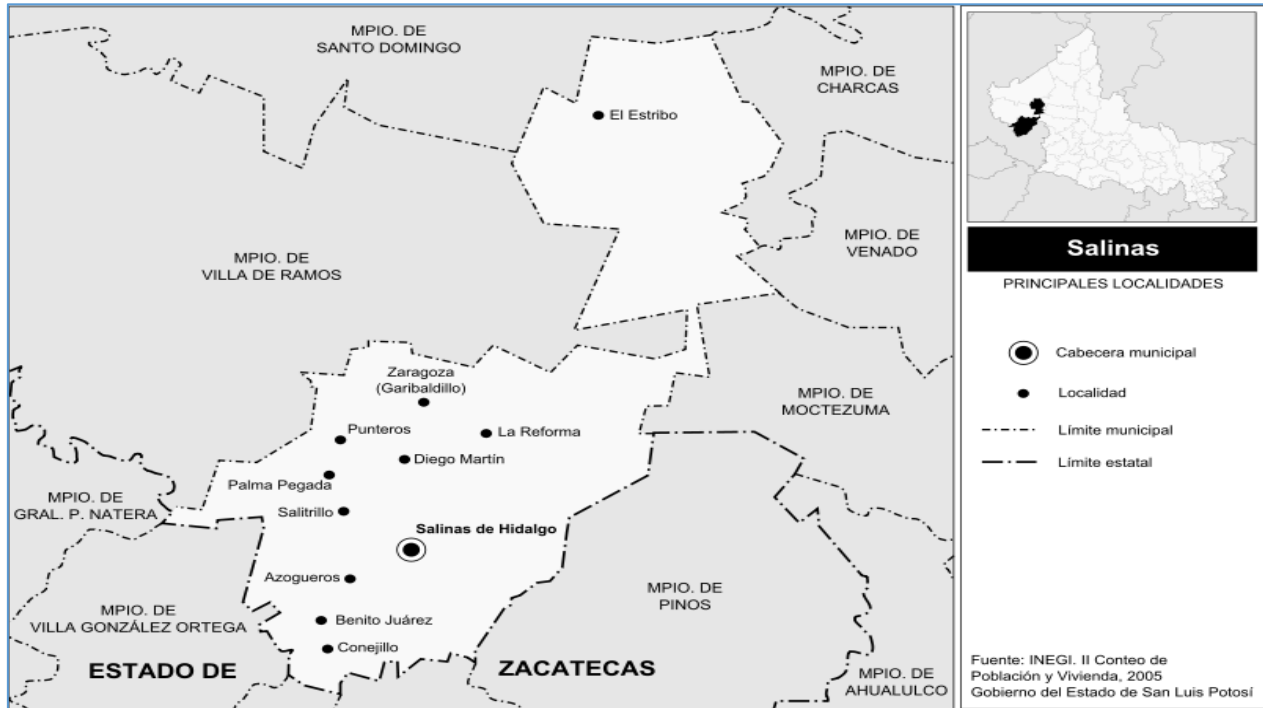 MPIO. DE
SANTO DOMINGO
MPIO. DE
CHARCAS
El Estribo
MPIO. DE
VENADO
MPIO. DE
VILLA DE RAMOS
Zaragoza
(Garibaldillo)
MPIO. DE
MOCTEZUMA
Punteros
La Reforma
Diego Martín
Palma Pegada
MPIO. DE
GRAL. P. NATERA
Salitrillo
Salinas de Hidalgo
Azogueros
MPIO. DE
PINOS
MPIO. DE
VILLA GONZÁLEZ ORTEGA
Benito Juárez
Conejillo
ESTADO DE
ZACATECAS
MPIO. DE
AHUALULCO
Salinas
PRINCIPALES LOCALIDADES
Cabecera municipal
Localidad
Límite municipal
Límite estatal
Fuente: INEGI. II Conteo de
Población y Vivienda, 2005
Gobierno del Estado de San Luis Potosí